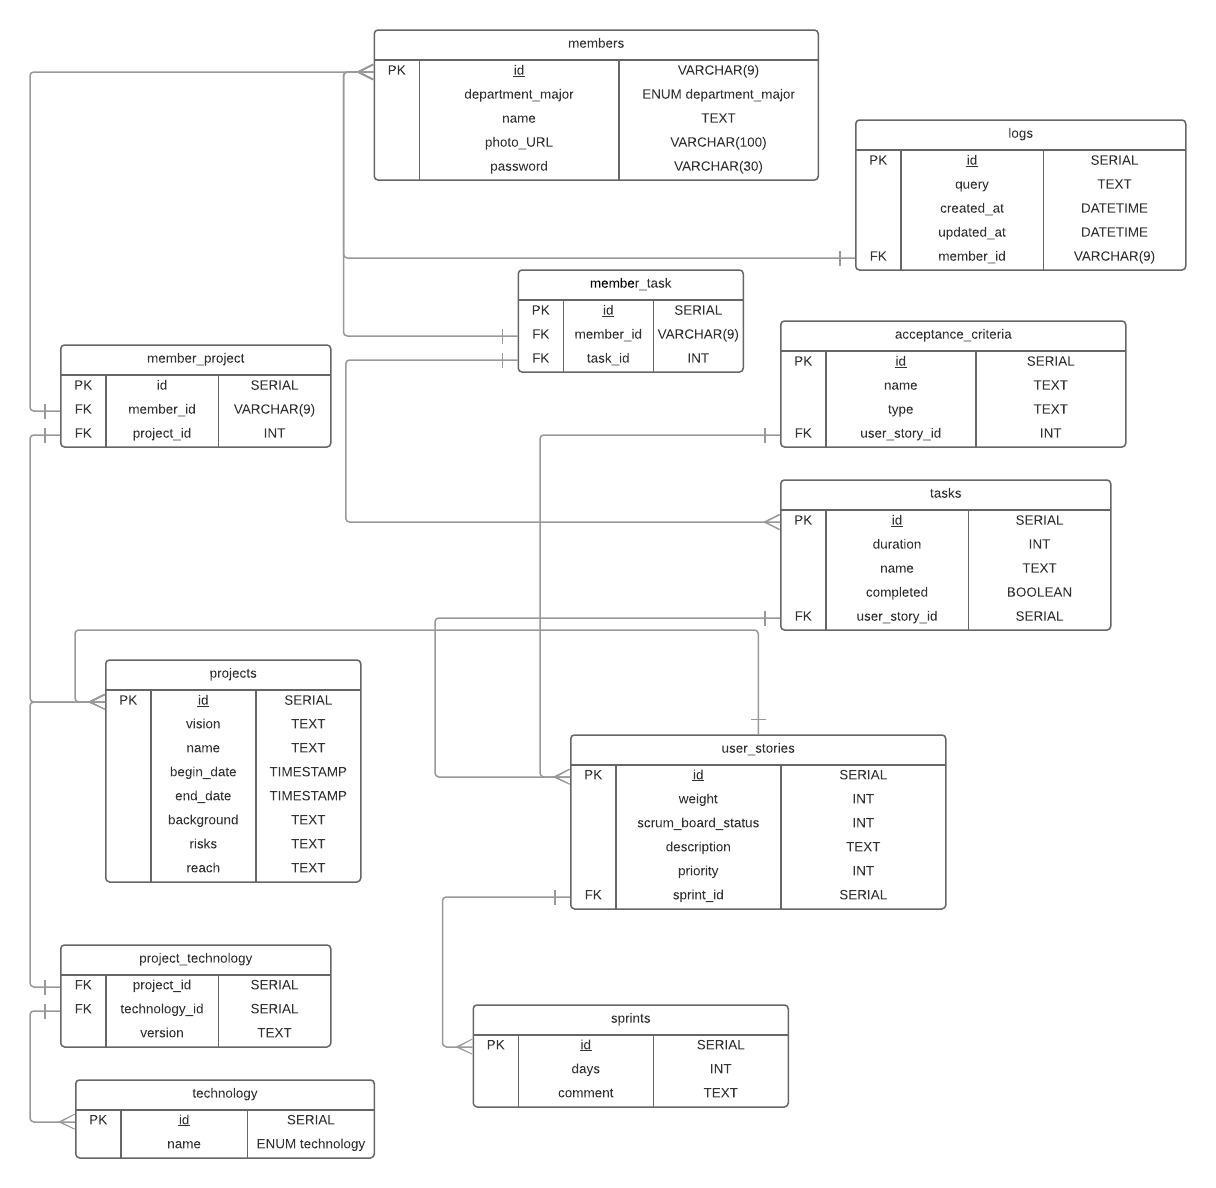 members
PK id VARCHAR(9)
department_major ENUM department_major
name TEXT
photo_URL VARCHAR(100)
password VARCHAR(30)
logs
PK id SERIAL
query TEXT
created_at DATETIME
updated_at DATETIME
FK member_id VARCHAR(9)
member_task
PK id SERIAL
FK member_id VARCHAR(9)
FK task_id INT
acceptance_criteria
PK id SERIAL
name TEXT
type TEXT
FK user_story_id INT
member_project
PK id SERIAL
FK member_id VARCHAR(9)
FK project_id INT
tasks
PK id SERIAL
duration INT
name TEXT
completed BOOLEAN
FK user_story_id SERIAL
projects
PK id SERIAL
vision TEXT
name TEXT
begin_date TIMESTAMP
end_date TIMESTAMP
background TEXT
risks TEXT
reach TEXT
user_stories
PK id SERIAL
weight INT
scrum_board_status INT
description TEXT
priority INT
FK sprint_id SERIAL
project_technology
FK project_id SERIAL
FK technology_id SERIAL
version TEXT
sprints
PK id SERIAL
days INT
comment TEXT
technology
PK id SERIAL
name ENUM technology